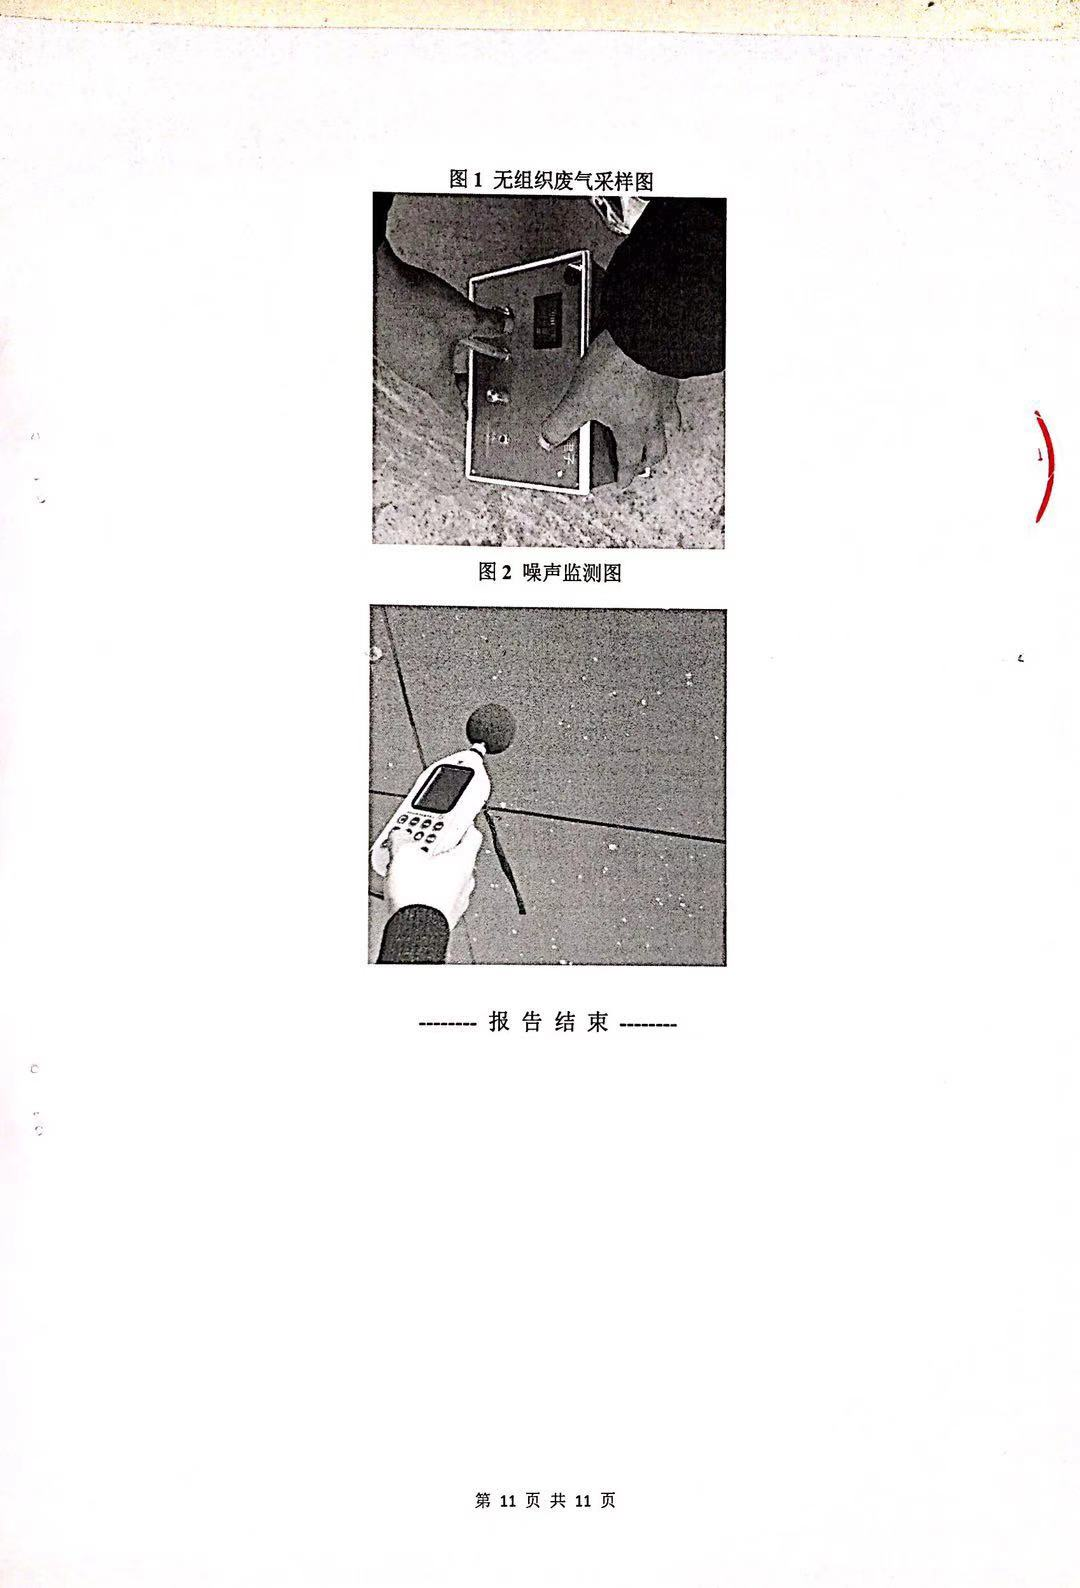 图1 无组织废气采样图
图2 噪声监测图
-------- 报 告 结 束 --------
第 11 页 共 11 页